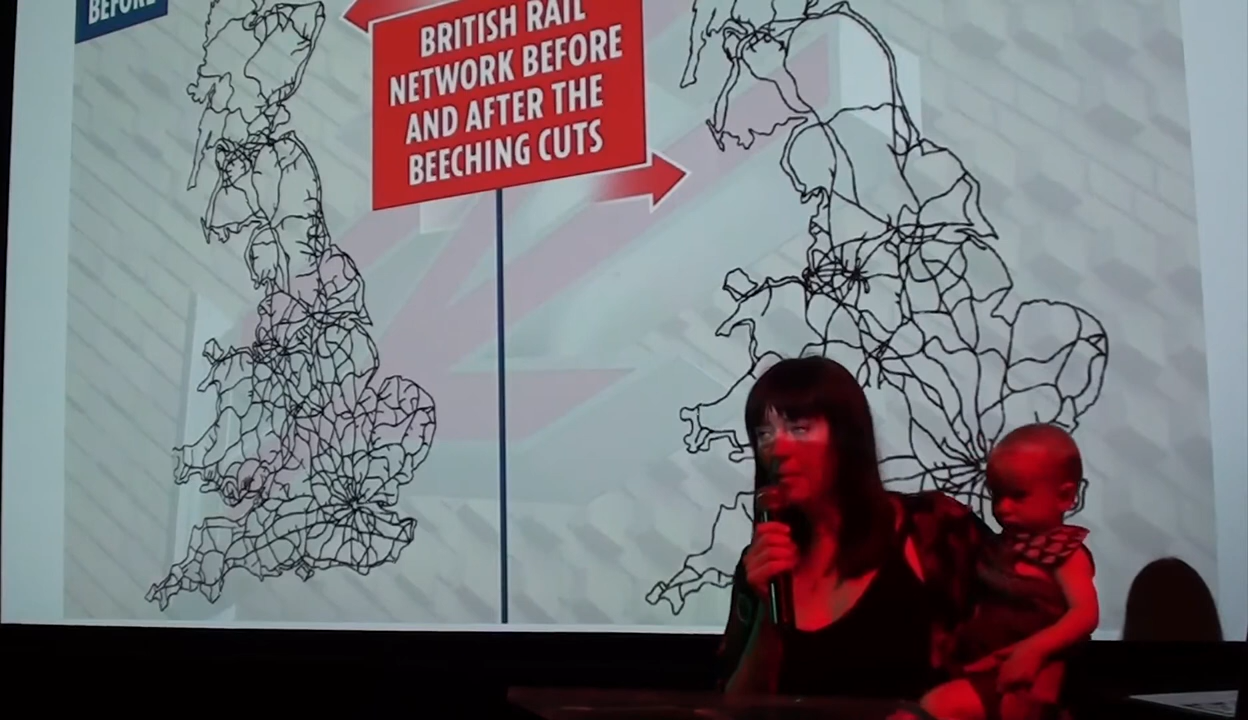 BEFORE
BRITISH RAIL
NETWORK BEFORE
AND AFTER THE
BEECHING CUTS